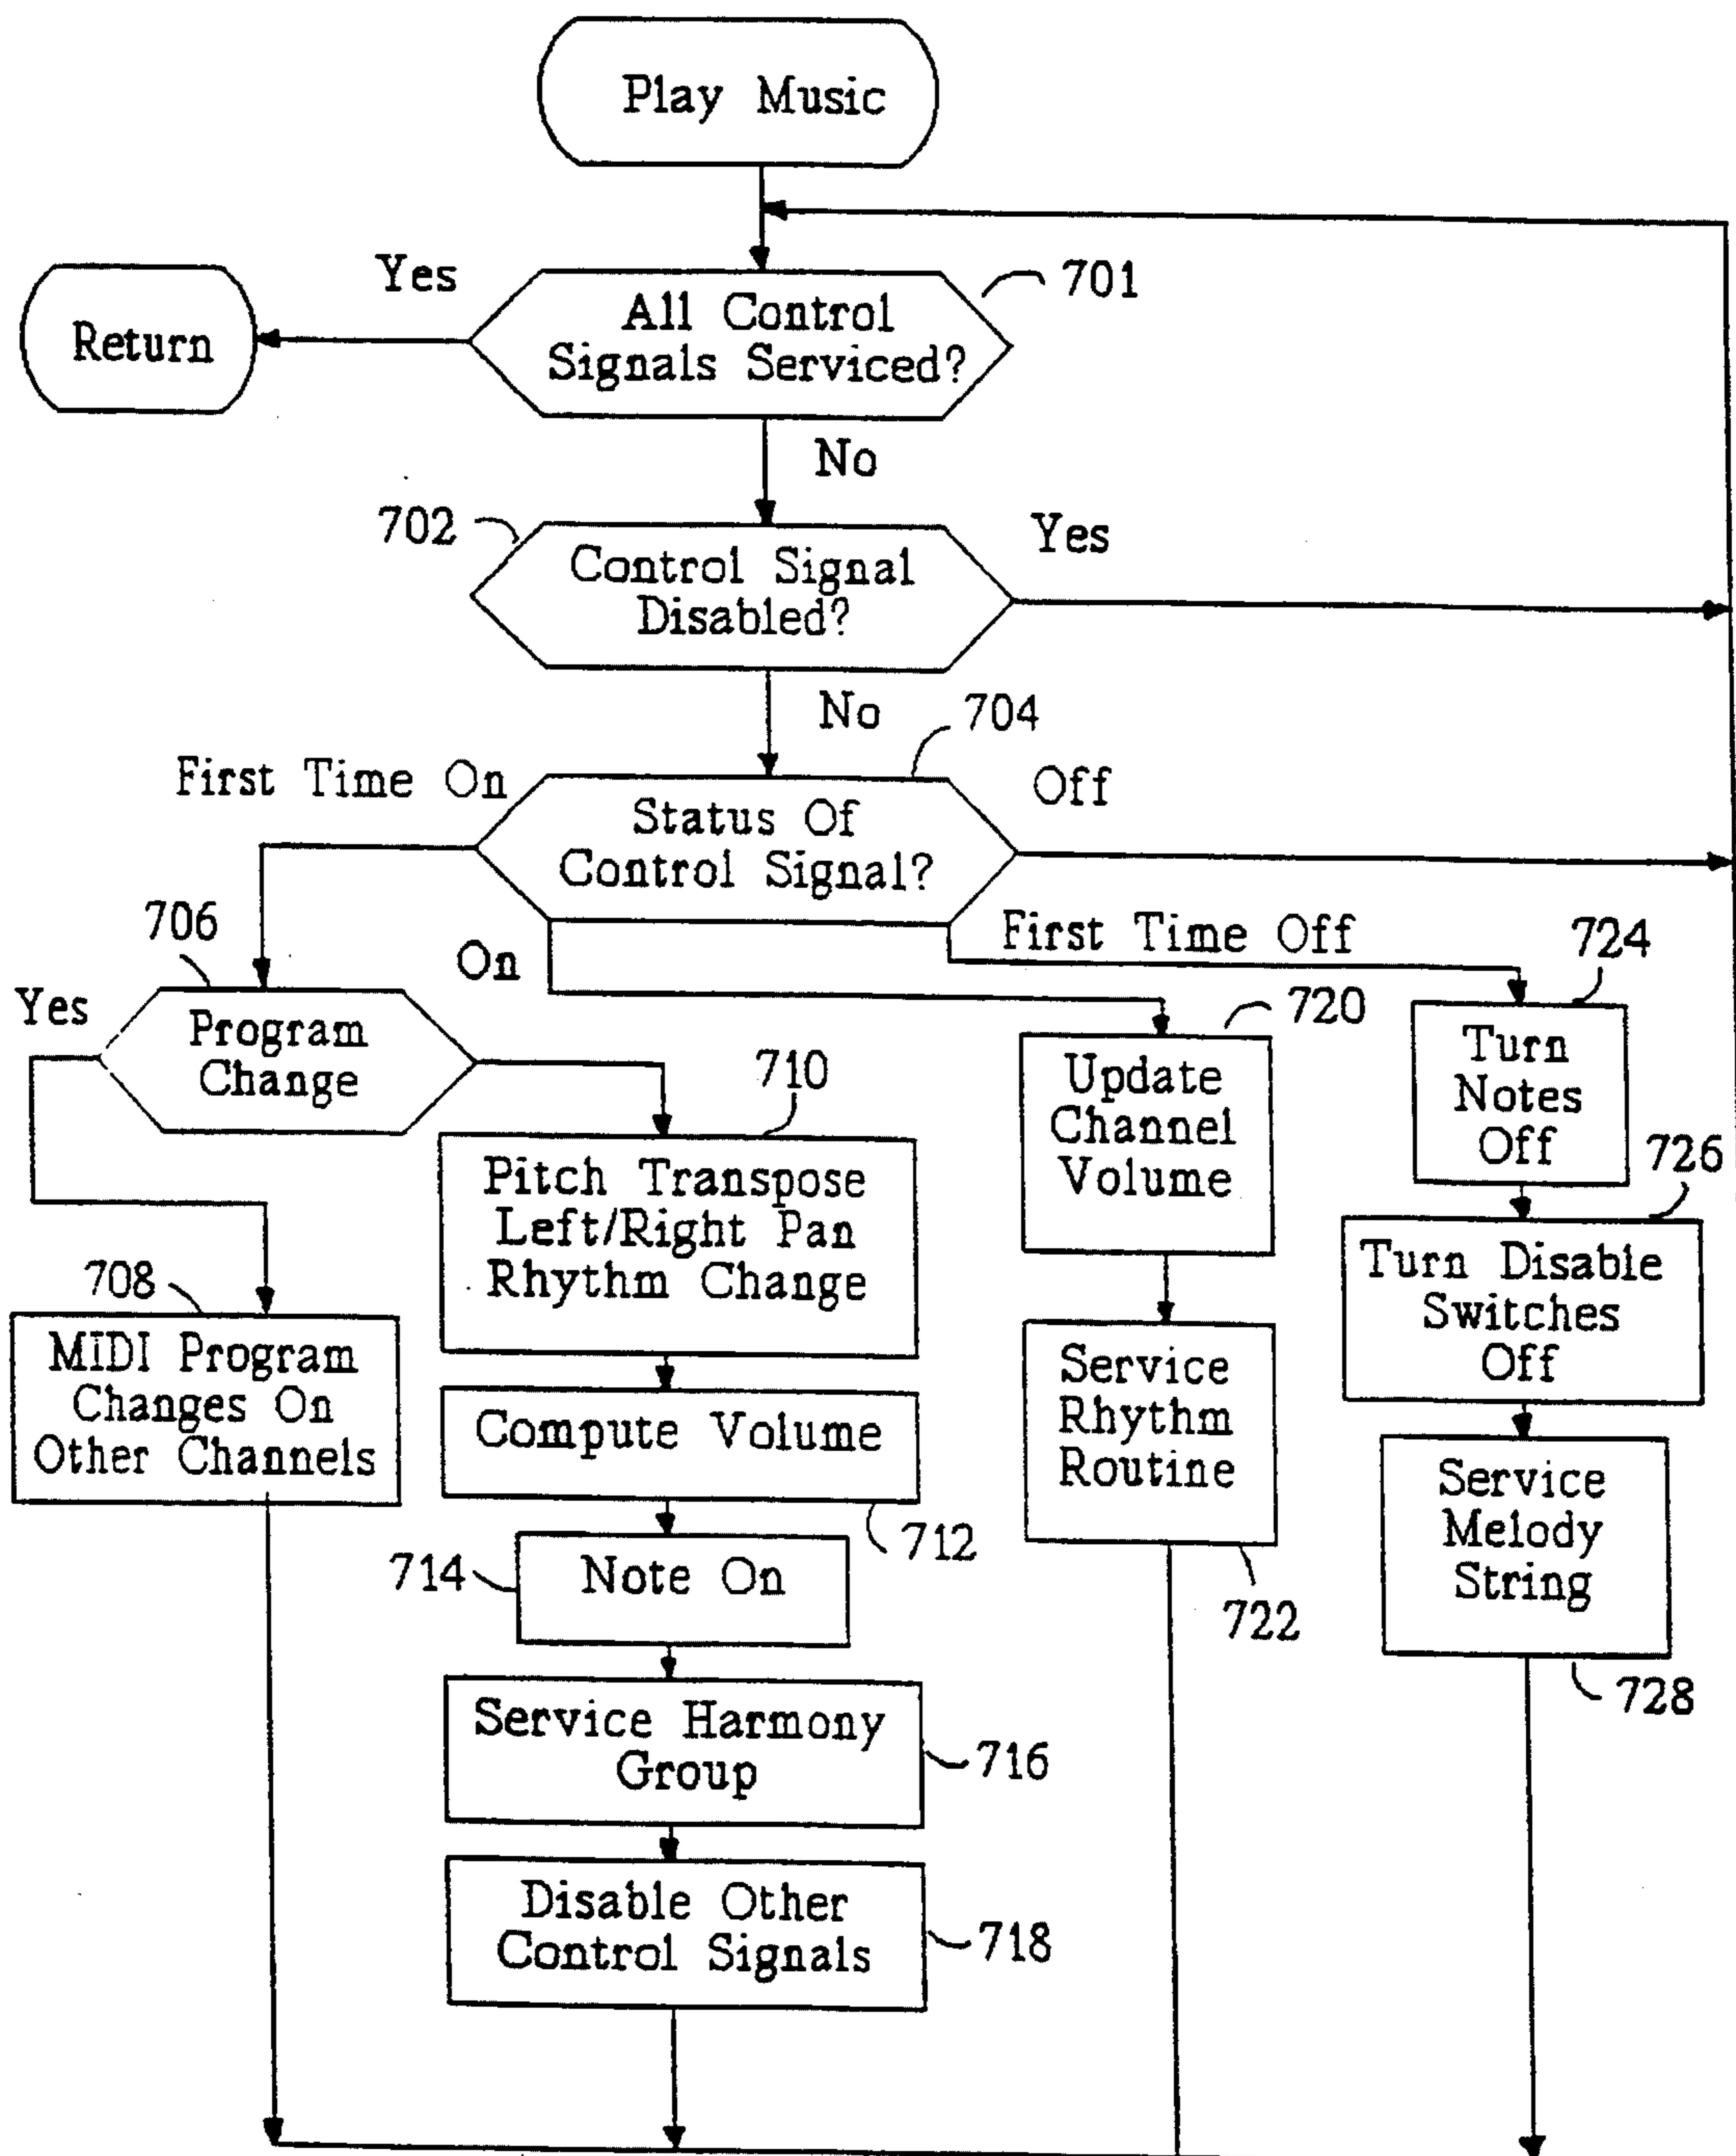 Play Music
Yes
701
All Control
Signals Serviced?
Return
No
702
Yes
Control Signal
Disabled?
No
704
First Time On
Off
Status Of
Control Signal?
706
On
First Time Off
724
Yes
Program
Change
720
Turn
Notes
Off
710
Update
Channel
Volume
726
Pitch Transpose
Left/Right Pan
Rhythm Change
Turn Disable
Switches
Off
708
MIDI Program
Changes On
Other Channels
Service
Rhythm
Routine
Compute Volume
712
Service
Melody
String
714
Note On
722
728
Service Harmony
Group
716
Disable Other
Control Signals
718